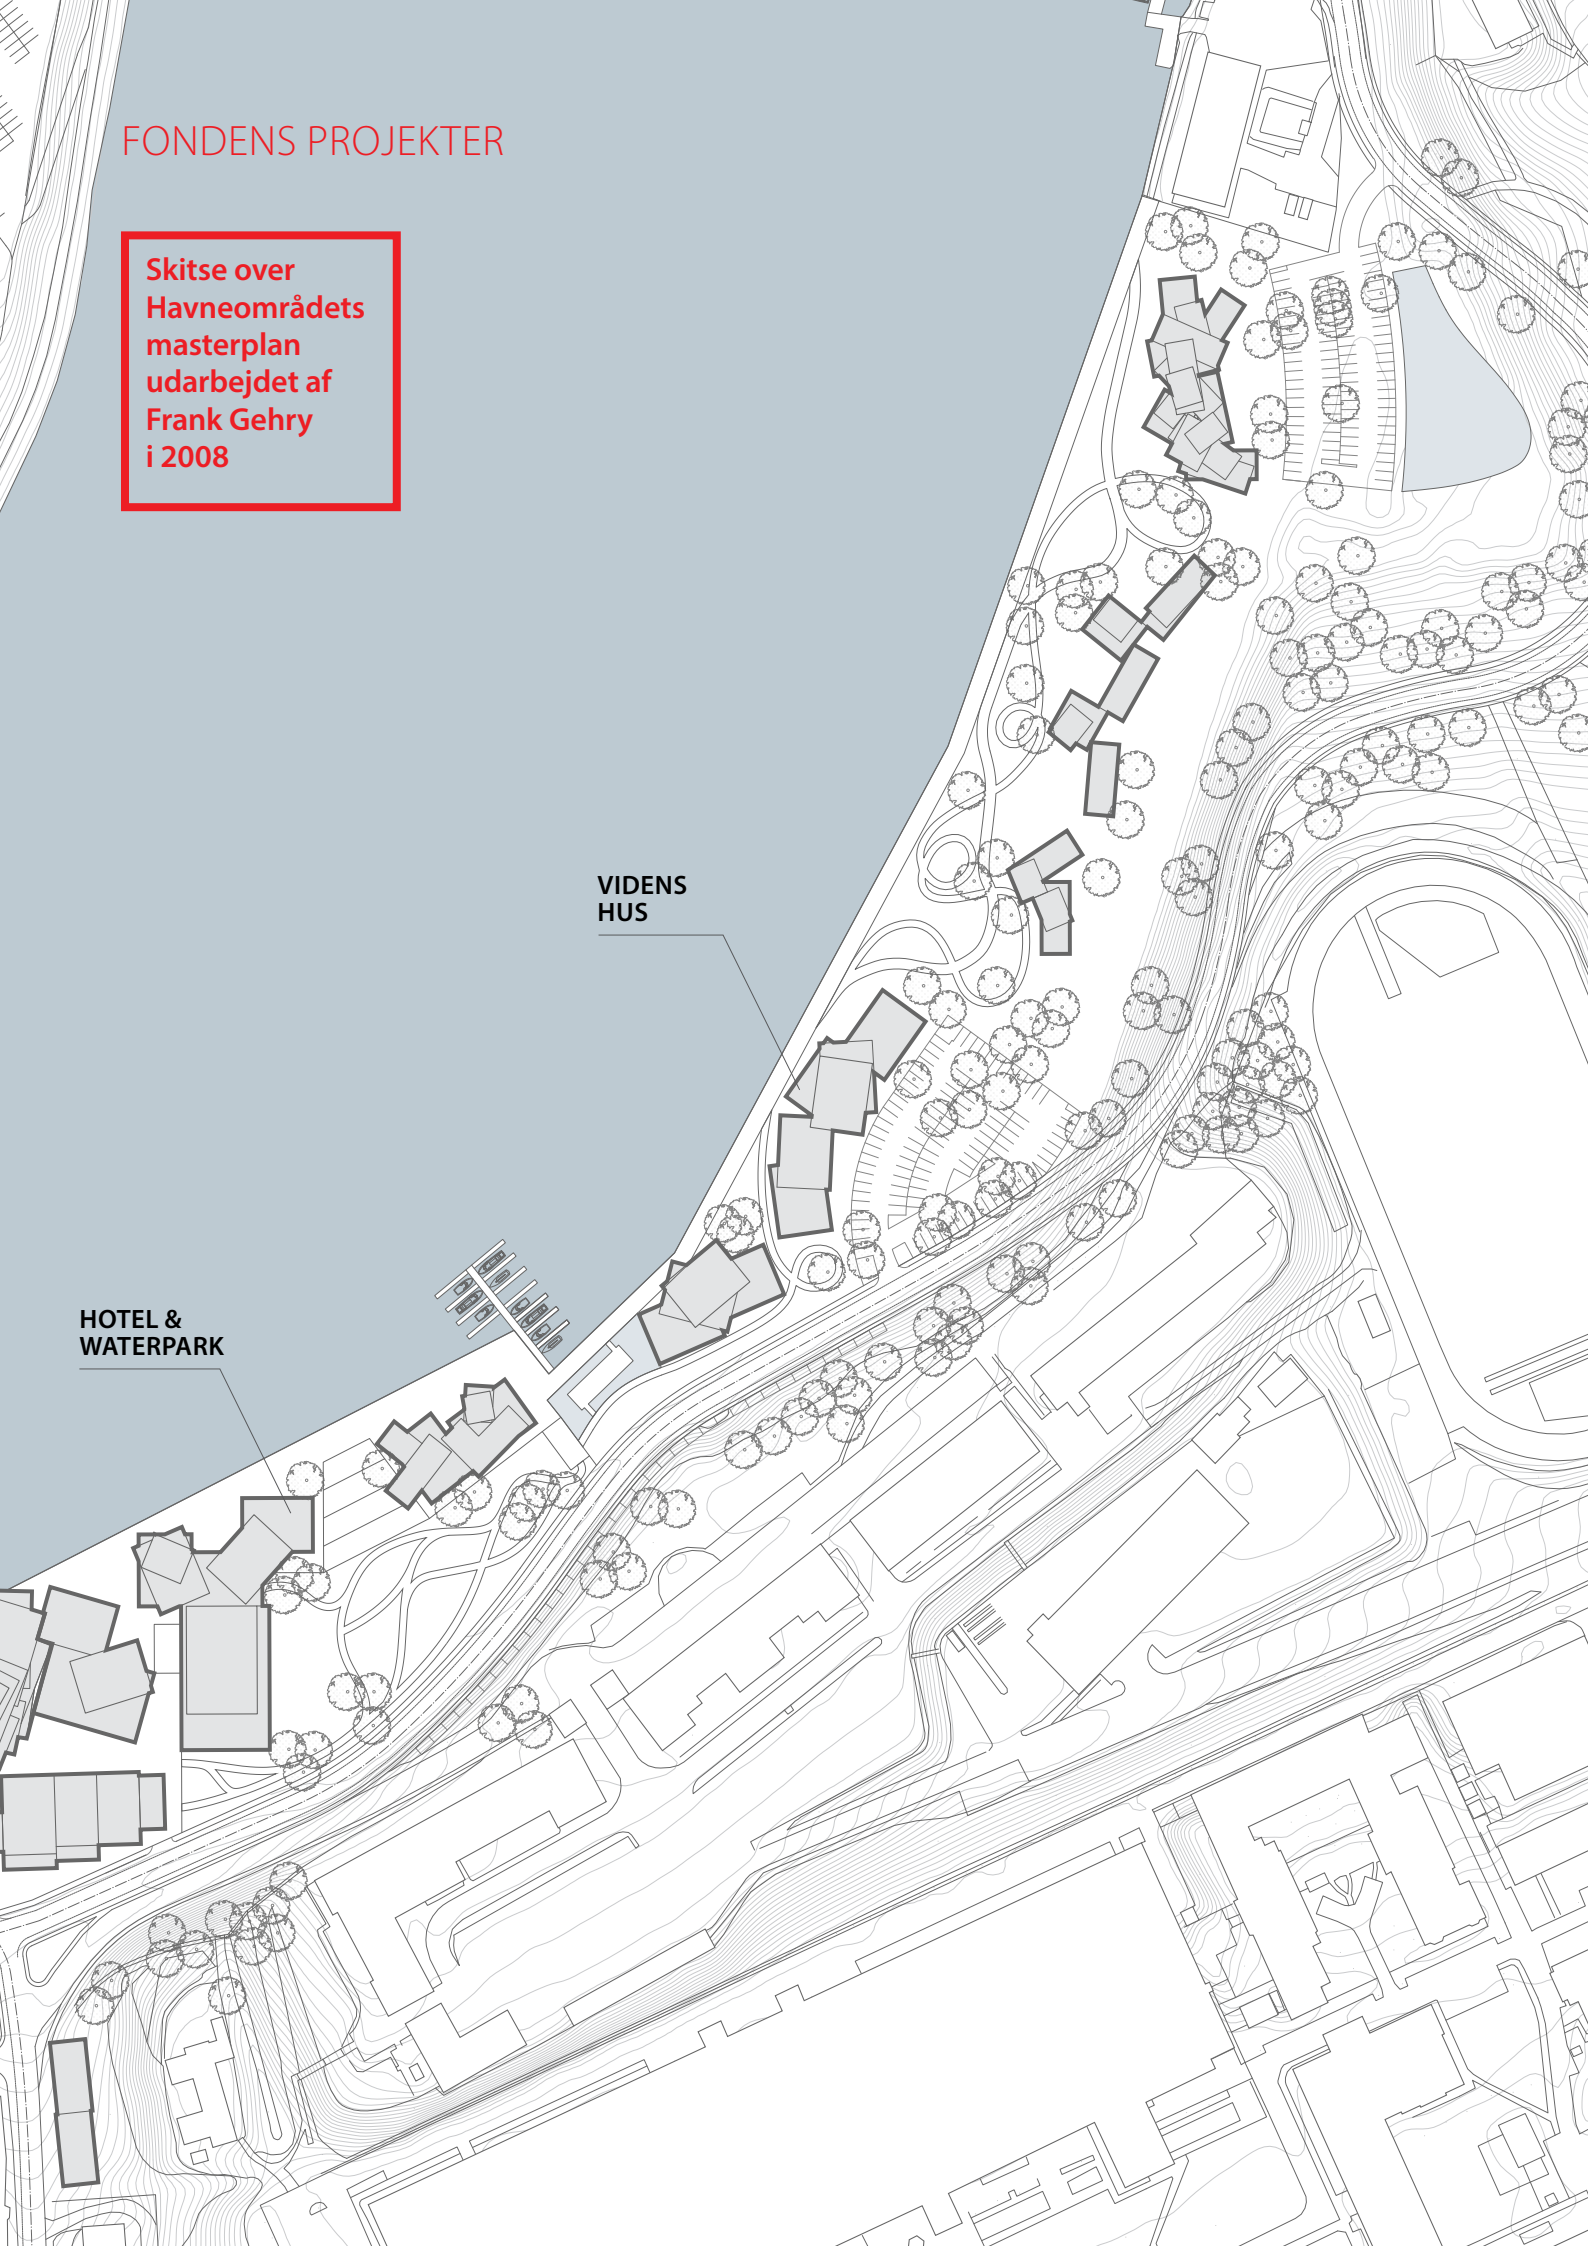 FONDENS PROJEKTER
Skitse over
Havneområdets
masterplan
udarbejdet af
Frank Gehry
i 2008
VIDENS
HUS
HOTEL &
WATERPARK